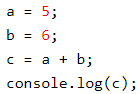 a = 5;
b = 6;
c = a + b;
console.log(c);